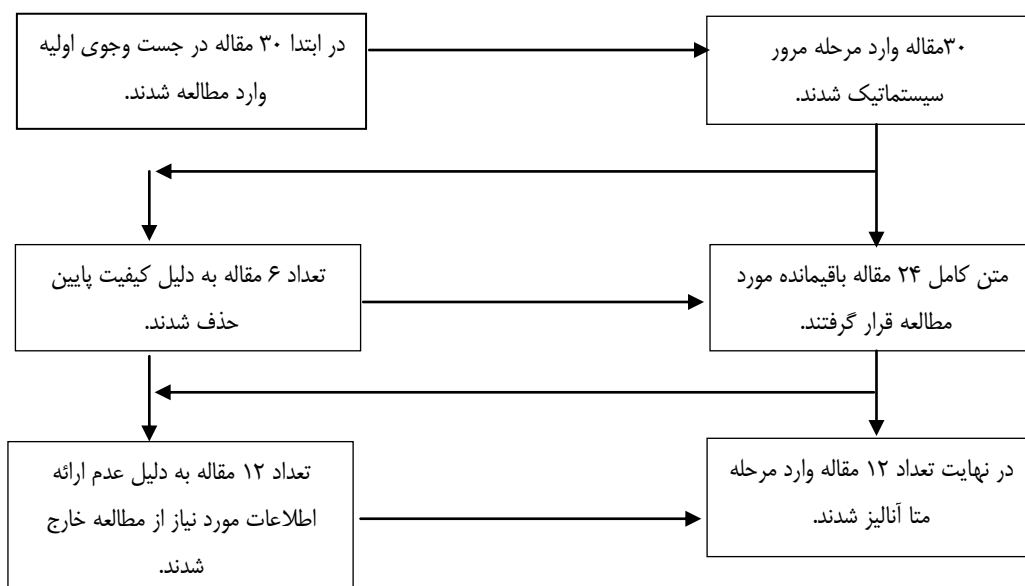 در ابتدا ۳۰ مقاله در جست وجوی اولیه
وارد مطالعه شدند.
۳۰مقاله وارد مرحله مرور
سیستماتیک شدند.
تعداد ۶ مقاله به دلیل کیفیت پایین
حذف شدند.
متن کامل ۲۴ مقاله باقیمانده مورد
مطالعه قرار گرفتند.
تعداد ۱۲ مقاله به دلیل عدم ارائه
اطلاعات مورد نیاز از مطالعه خارج
شدند.
در نهایت تعداد ۱۲ مقاله وارد مرحله
متا آنالیز شدند.